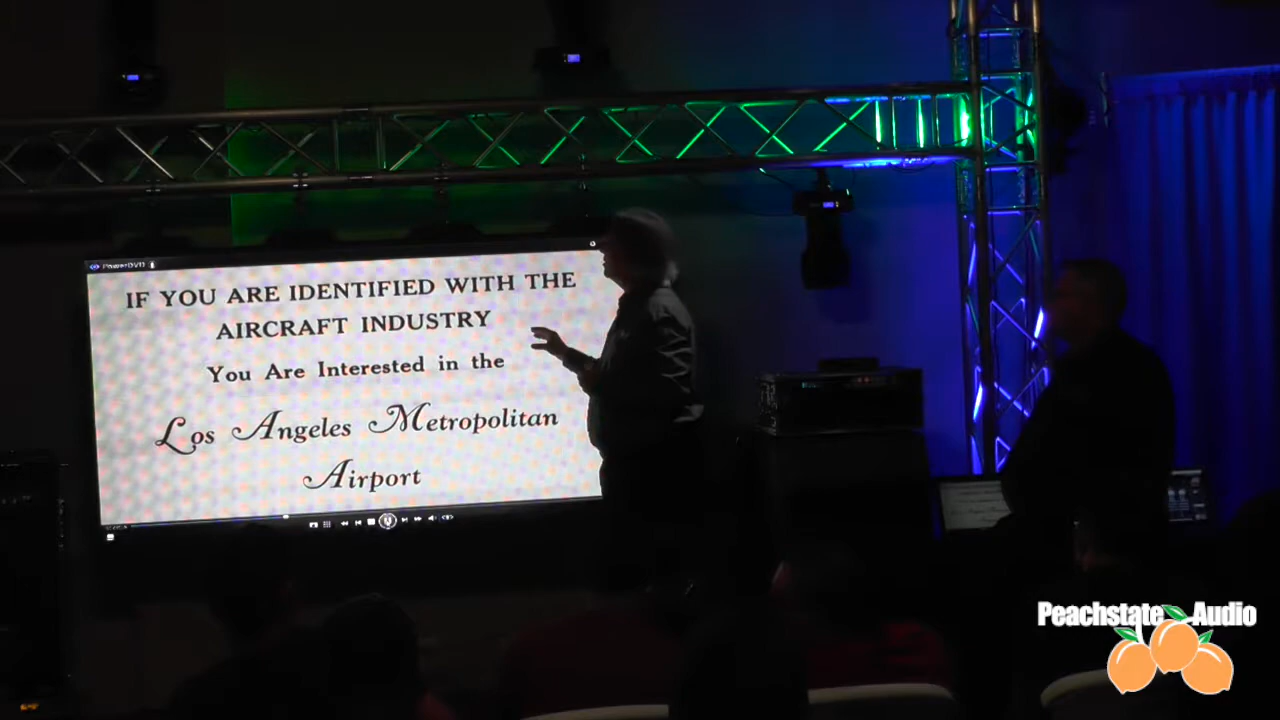 PowerDVD
IF YOU ARE IDENTIFIED WITH THE
AIRCRAFT INDUSTRY
You Are Interested in the
Los Angeles Metropolitan
Airport
Peachstate Audio